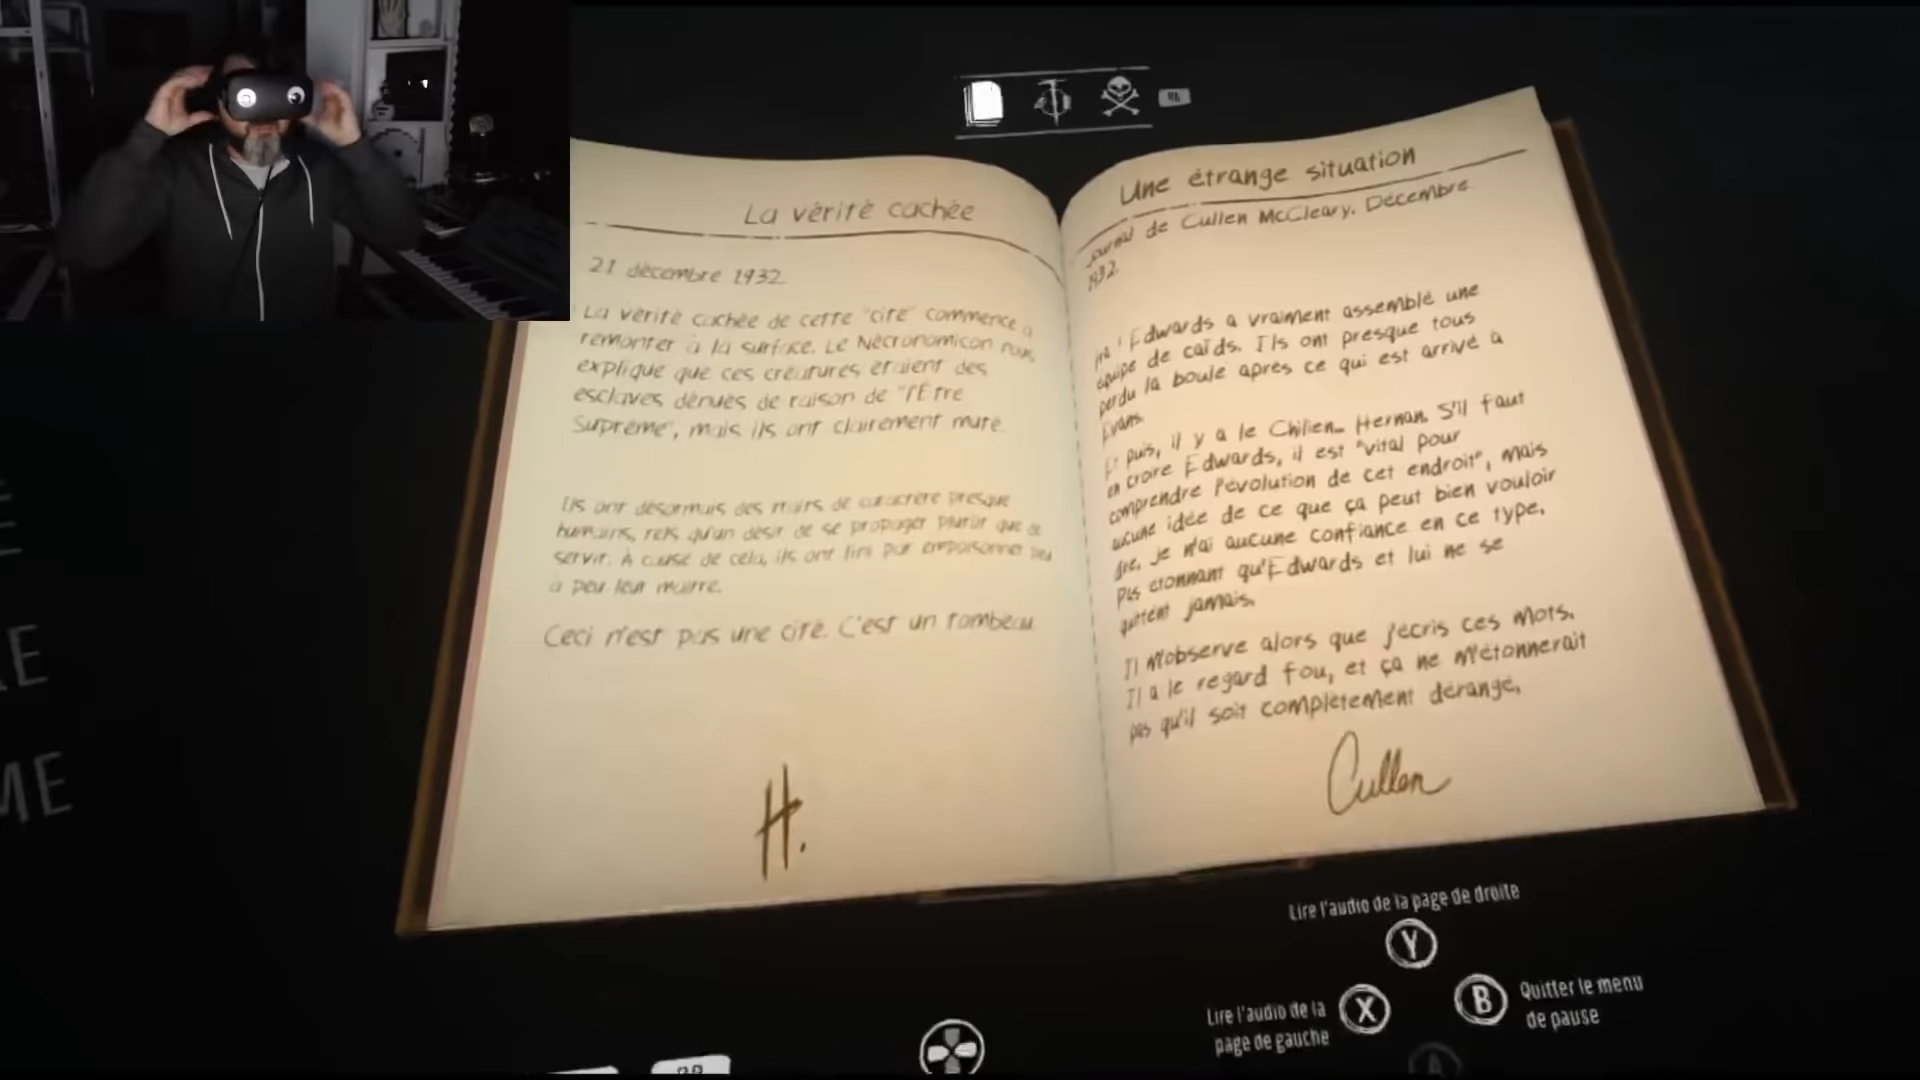 La vérité cachée
21 décembre 1932.
La vérité cachée de cette "cité" commence à
remonter à la surface. Le Nécronomicon nous
explique que ces créatures étaient des
esclaves dénués de raison de "l'Être
Suprême", mais ils ont clairement muté.
Ils ont désormais des traits de caractère presque
humains, tels qu'un désir de se propager plutôt que de
servir. À cause de cela, ils ont fini par empoisonner peu
à peu leur maître.
Ceci n'est pas une cité. C'est un tombeau.
H.
Une étrange situation
Journal de Cullen McCleary. Décembre
1932.
Edwards a vraiment assemblé une
équipe de caïds. Ils ont presque tous
perdu la boule après ce qui est arrivé à
Evans.
Et puis, il y a le Chilien... Hernan. S'il faut
en croire Edwards, il est "vital pour
comprendre l'évolution de cet endroit", mais
aucune idée de ce que ça peut bien vouloir
dire. Je n'ai aucune confiance en ce type.
Pas étonnant qu'Edwards et lui ne se
quittent jamais.
Il m'observe alors que j'écris ces mots.
Il a le regard fou, et ça ne m'étonnerait
pas qu'il soit complètement dérangé.
Cullen
Lire l'audio de la page de droite
Y
Lire l'audio de la
page de gauche
X
B
Quitter le menu
de pause
A
E
RE
ME